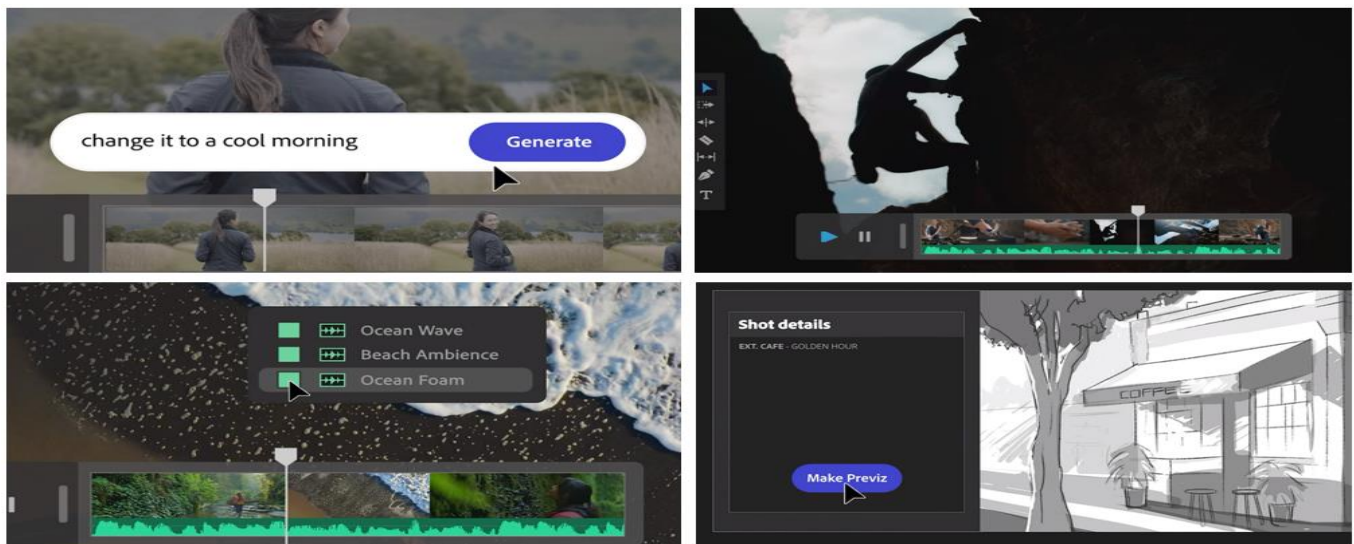 change it to a cool morning
Generate
T
Ocean Wave
Beach Ambience
Ocean Foam
Shot details
EXT. CAFE - GOLDEN HOUR
Make Previz
COFFEE